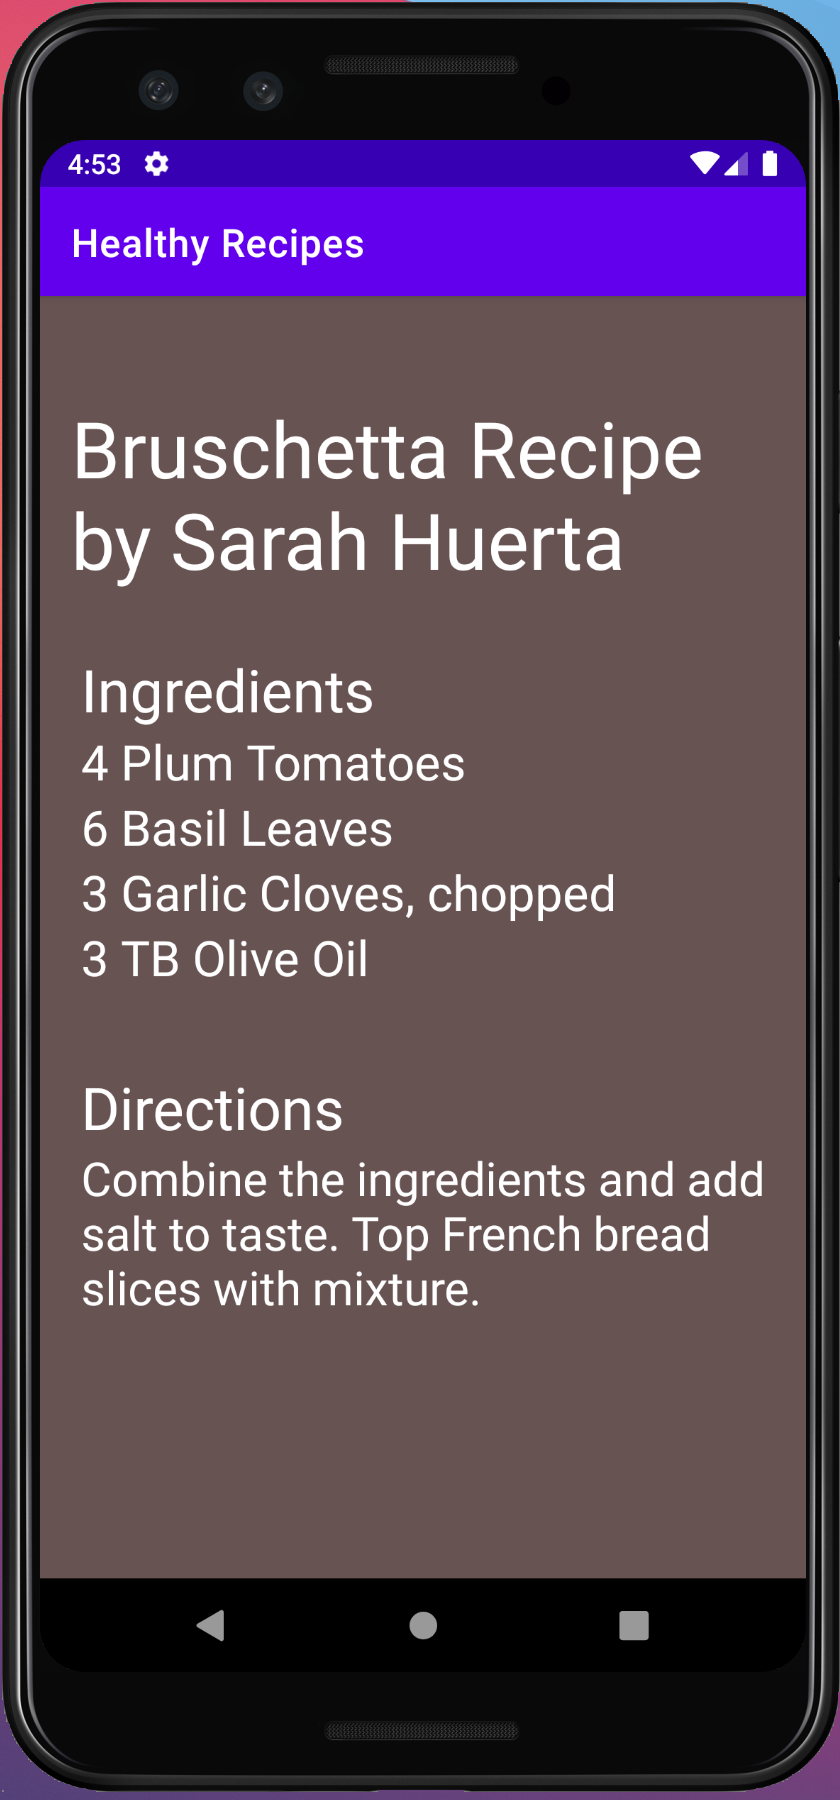 4:53
Healthy Recipes
Bruschetta Recipe
by Sarah Huerta
Ingredients
4 Plum Tomatoes
6 Basil Leaves
3 Garlic Cloves, chopped
3 TB Olive Oil
Directions
Combine the ingredients and add
salt to taste. Top French bread
slices with mixture.